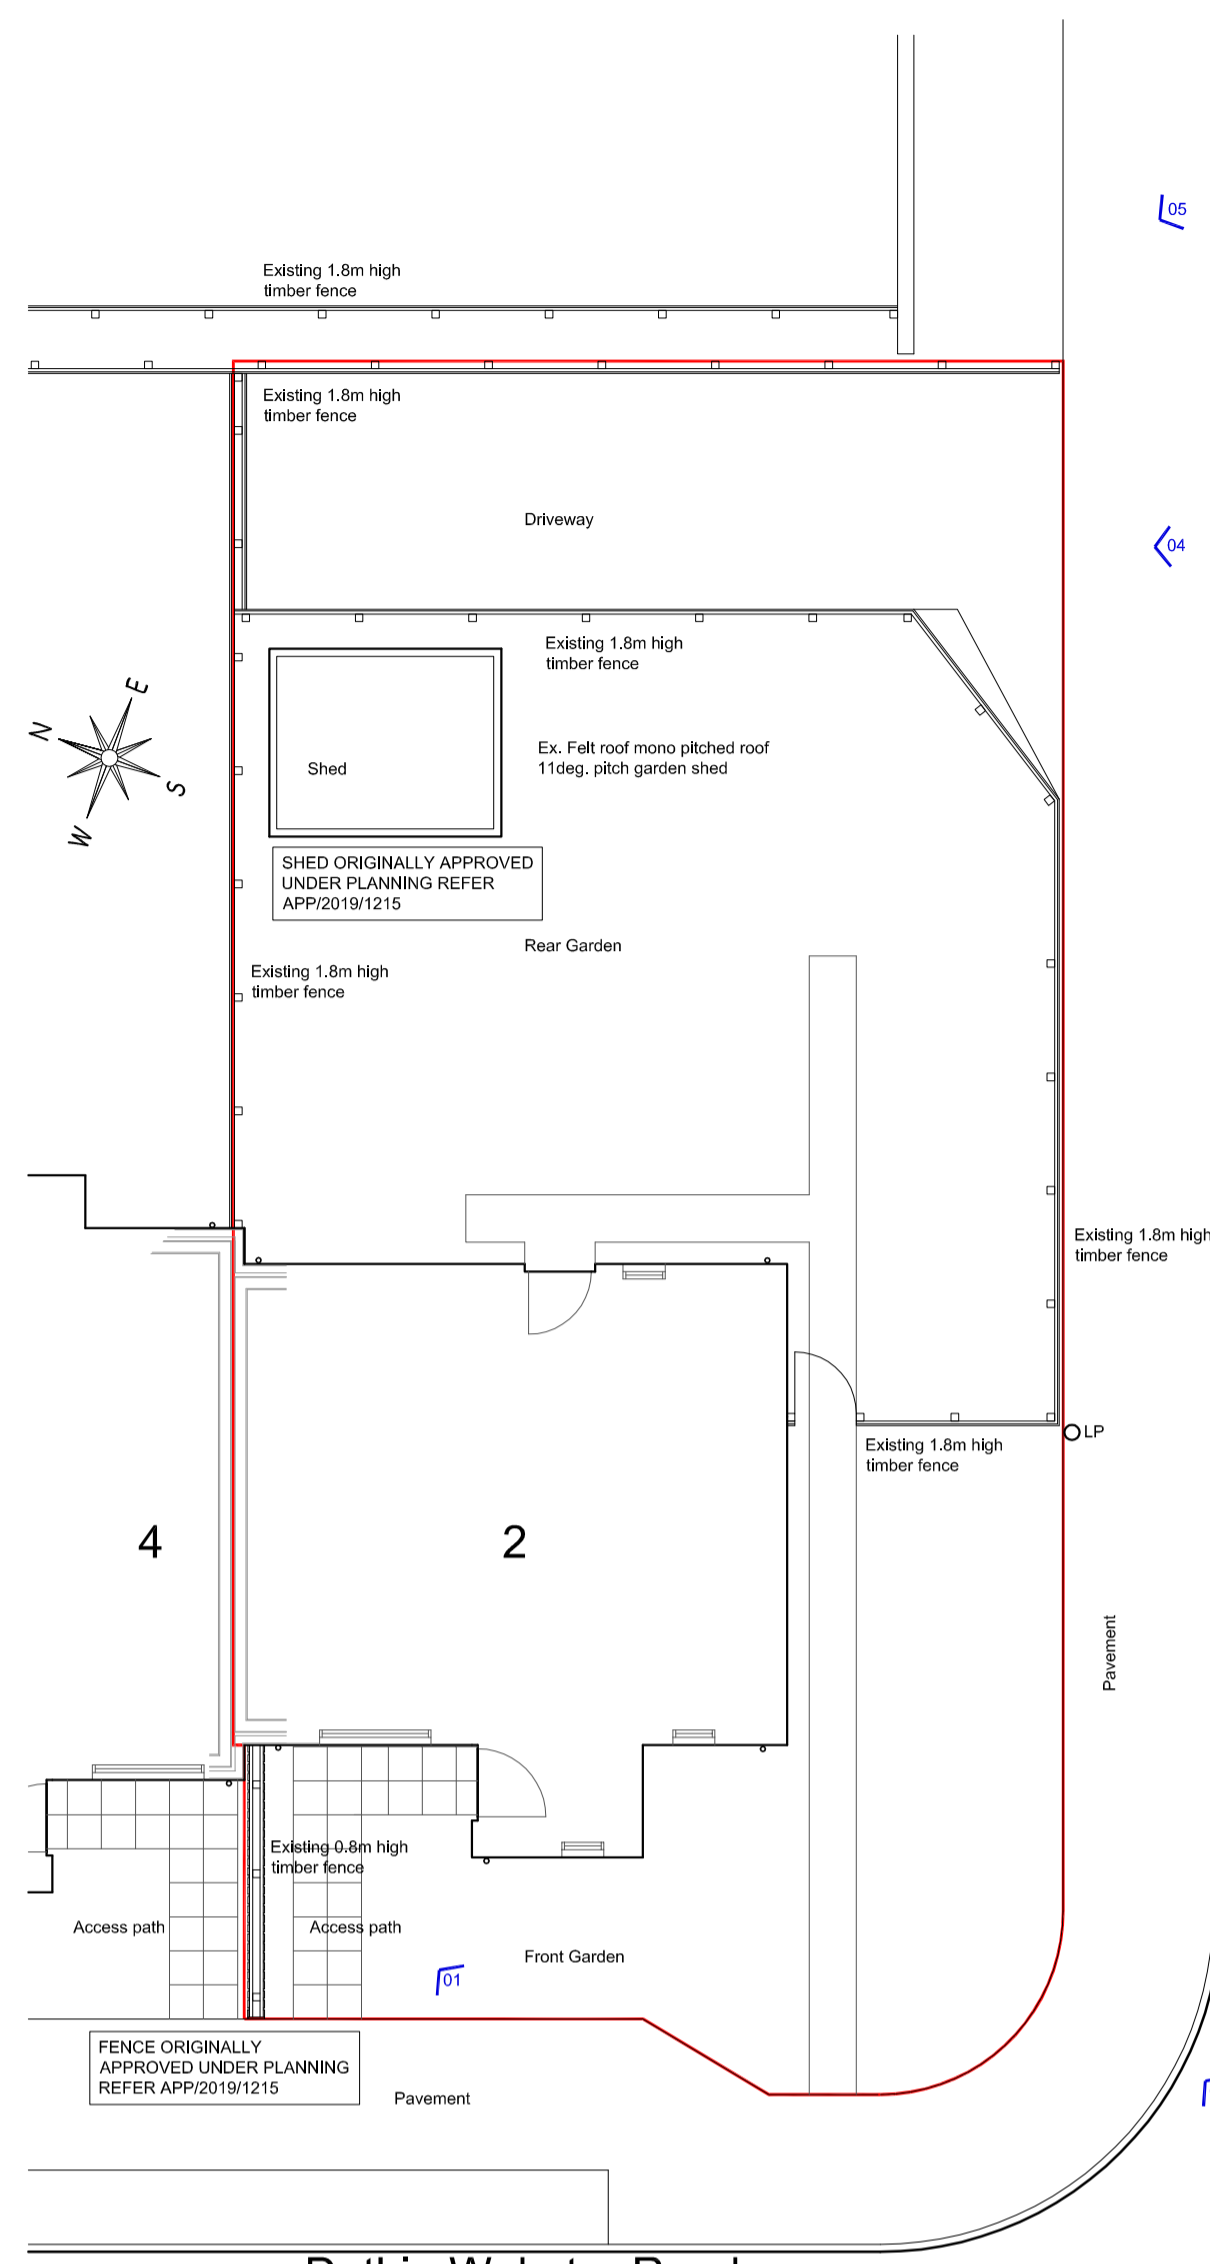 05
Existing 1.8m high
timber fence
Existing 1.8m high
timber fence
Driveway
04
Existing 1.8m high
timber fence
E
N
S
W
Shed
Ex. Felt roof mono pitched roof
11deg. pitch garden shed
SHED ORIGINALLY APPROVED
UNDER PLANNING REFER
APP/2019/1215
Rear Garden
Existing 1.8m high
timber fence
Existing 1.8m high
timber fence
LP
Existing 1.8m high
timber fence
4
2
Pavement
Existing 0.8m high
timber fence
Access path
Access path
Front Garden
01
FENCE ORIGINALLY
APPROVED UNDER PLANNING
REFER APP/2019/1215
Pavement